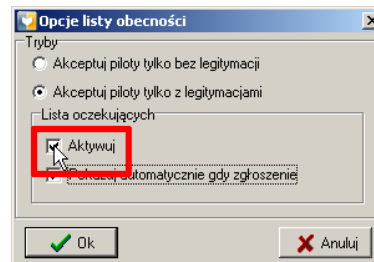 Opcje listy obecności
Tryby
Akceptuj piloty tylko bez legitymacji
Akceptuj piloty tylko z legitymacjami
Lista oczekujących
Aktywuj
Pokazuj automatycznie gdy zgłoszenie
Ok
Anuluj